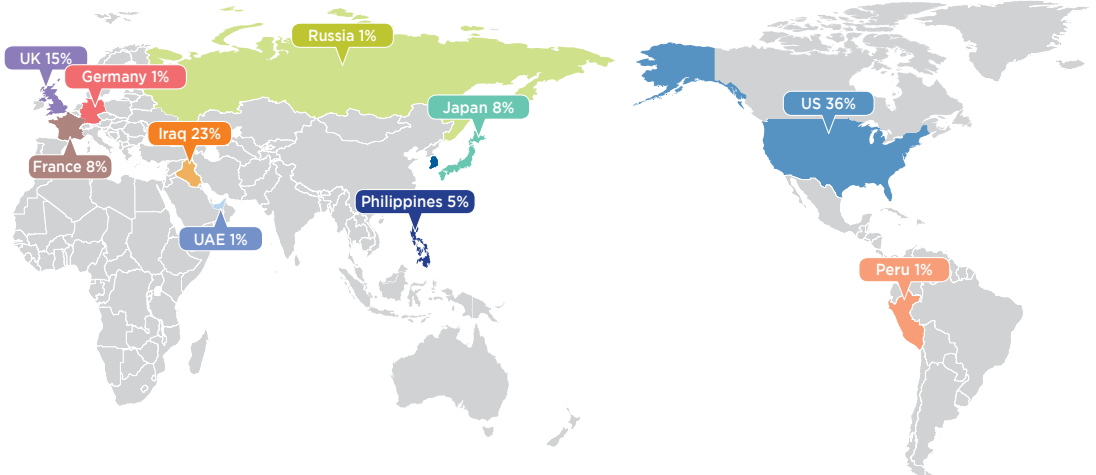 Russia 1%
UK 15%
Germany 1%
Japan 8%
US 36%
Iraq 23%
France 8%
Philippines 5%
UAE 1%
Peru 1%